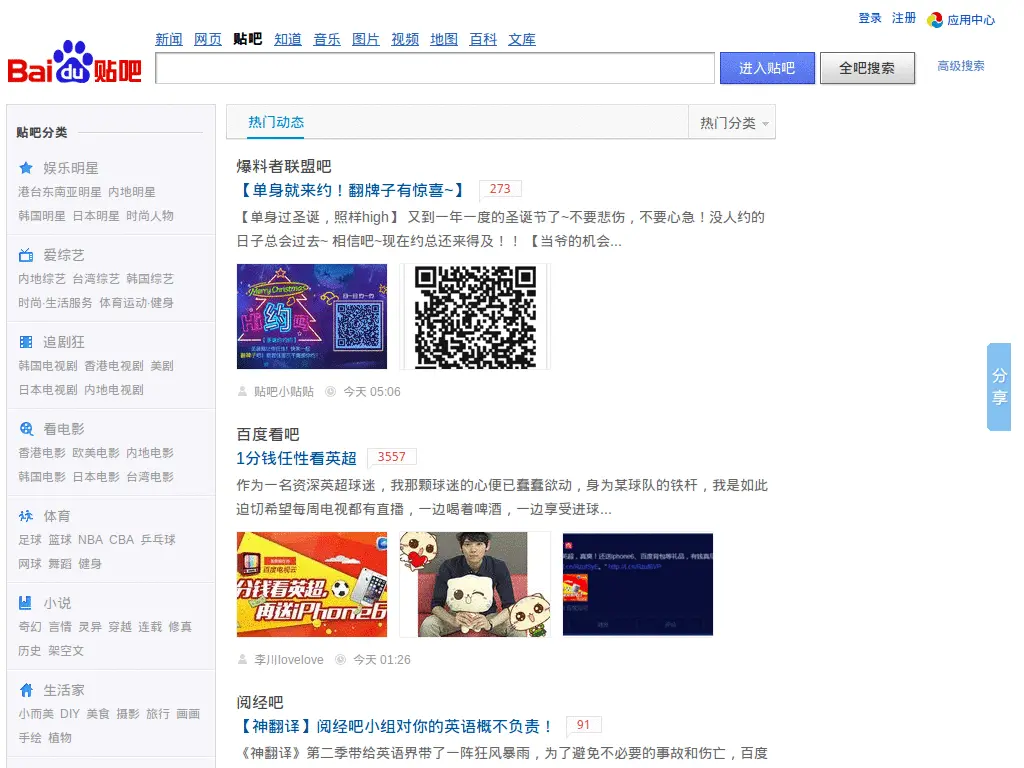 登录 注册 应用中心
新闻 网页 贴吧 知道 音乐 图片 视频 地图 百科 文库
Bai du 贴吧
进入贴吧 全吧搜索 高级搜索
贴吧分类
娱乐明星
港台东南亚明星 内地明星
韩国明星 日本明星 时尚人物
爱综艺
内地综艺 台湾综艺 韩国综艺
时尚·生活服务 体育运动·健身
追剧狂
韩国电视剧 香港电视剧 美剧
日本电视剧 内地电视剧
看电影
香港电影 欧美电影 内地电影
韩国电影 日本电影 台湾电影
体育
足球 篮球 NBA CBA 乒乓球
网球 舞蹈 健身
小说
奇幻 言情 灵异 穿越 连载 修真
历史 架空文
生活家
小而美 DIY 美食 摄影 旅行 画画
手绘 植物
热门动态 热门分类
爆料者联盟吧
【单身就来约！翻牌子有惊喜~】 273
【单身过圣诞，照样high】 又到一年一度的圣诞节了~不要悲伤，不要心急！没人约的
日子总会过去~ 相信吧~现在约总还来得及！！ 【当爷的机会...
Merry Christmas
Hi 约吗
贴吧小贴贴 今天 05:06
百度看吧
1分钱任性看英超 3557
作为一名资深英超球迷，我那颗球迷的心便已蠢蠢欲动，身为某球队的铁杆，我是如此
迫切希望每周电视都有直播，一边喝着啤酒，一边享受进球...
百度电视云
分钱看英超,
再送iPhone6
李川lovelove 今天 01:26
阅经吧
【神翻译】阅经吧小组对你的英语概不负责！ 91
《神翻译》第二季带给英语界带了一阵狂风暴雨，为了避免不必要的事故和伤亡，百度
分享